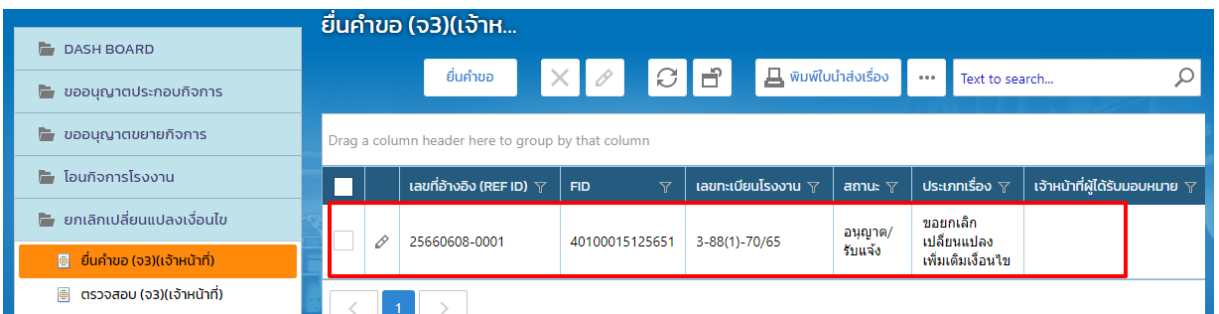 ยื่นคำขอ (จ3)(เจ้าห...
DASH BOARD
ขออนุญาตประกอบกิจการ
ขออนุญาตขยายกิจการ
โอนกิจการโรงงาน
ยกเลิกเปลี่ยนแปลงเงื่อนไข
ยื่นคำขอ (จ3)(เจ้าหน้าที่)
ตรวจสอบ (จ3)(เจ้าหน้าที่)
ยื่นคำขอ
พิมพ์ใบนำส่งเรื่อง
Text to search...
Drag a column header here to group by that column
เลขที่อ้างอิง (REF ID) FID เลขทะเบียนโรงงาน สถานะ ประเภทเรื่อง เจ้าหน้าที่ผู้ได้รับมอบหมาย
25660608-0001 40100015125651 3-88(1)-70/65
อนุญาต/
รับแจ้ง
ขอยกเลิก
เปลี่ยนแปลง
เพิ่มเติมเงื่อนไข
1